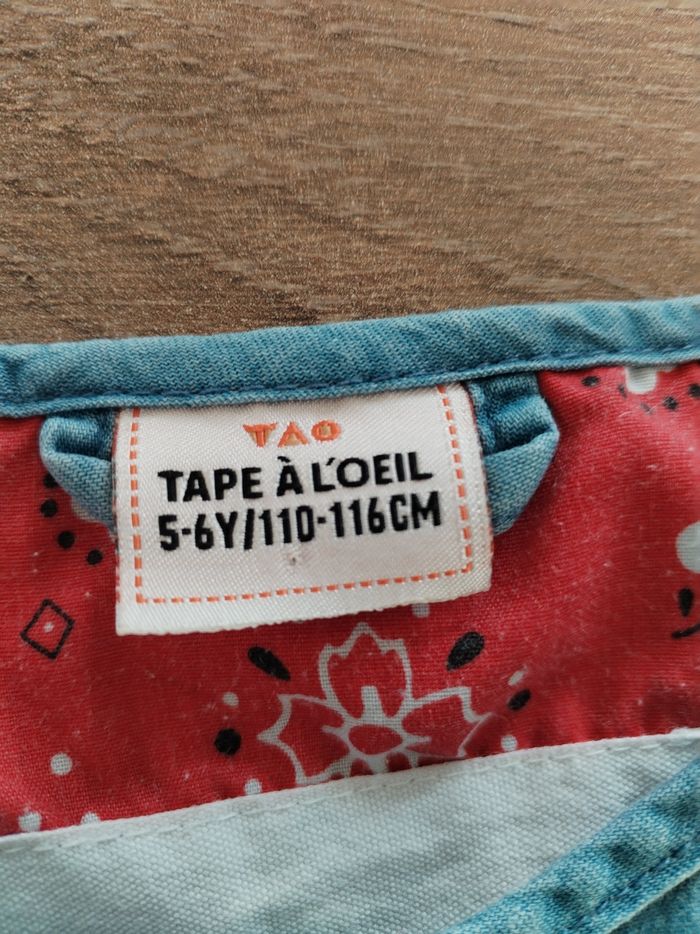 TAO
TAPE À L'OEIL
5-6Y/110-116CM